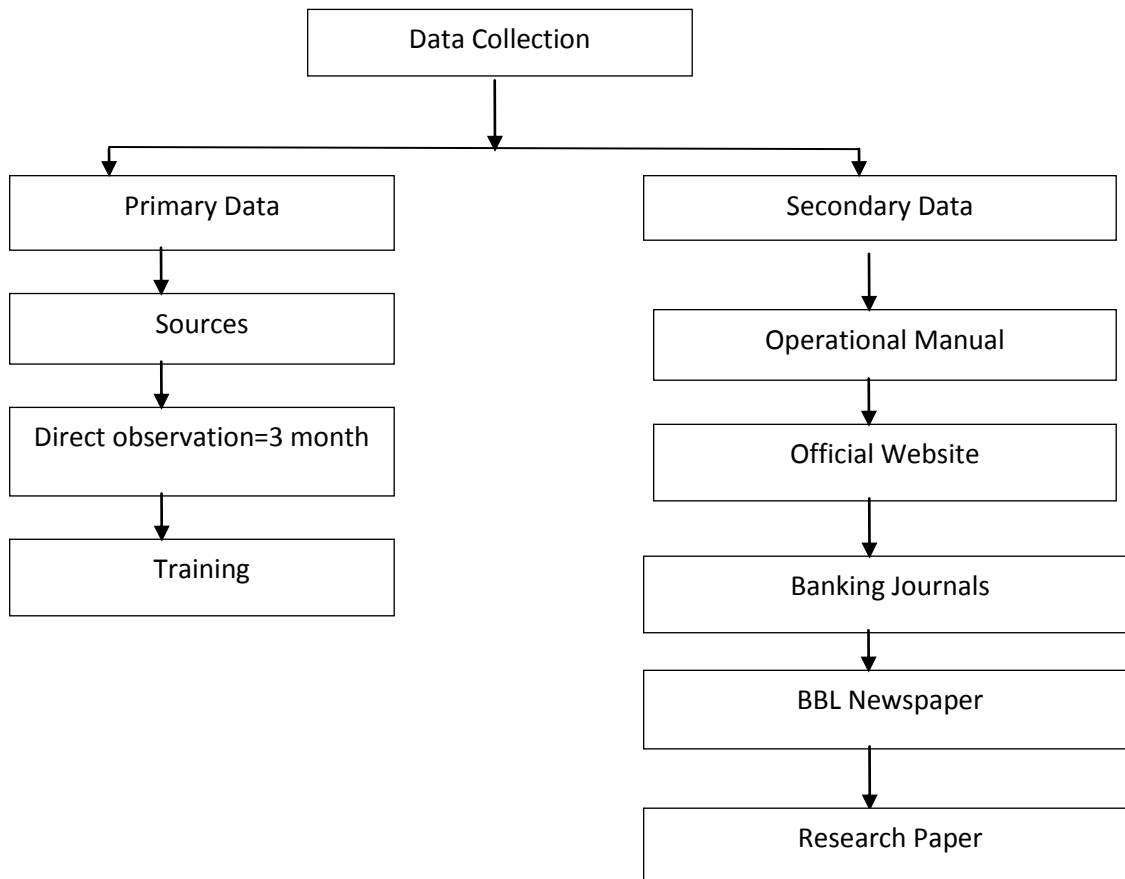 Data Collection
Primary Data
Sources
Direct observation=3 month
Training
Secondary Data
Operational Manual
Official Website
Banking Journals
BBL Newspaper
Research Paper